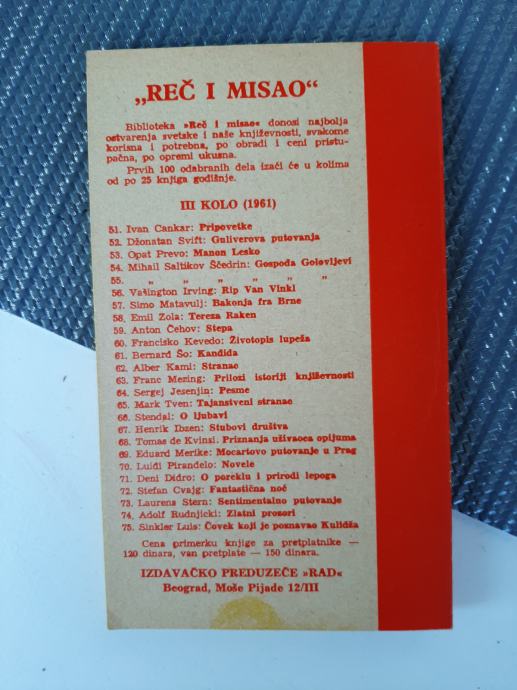 „REČ I MISAO“
Biblioteka »Reč i misao« donosi najbolja
ostvarenja svetske i naše književnosti, svakome
korisna i potrebna, po obradi i ceni pristu-
pačna, po opremi ukusna.
Prvih 100 odabranih dela izaći će u kolima
od po 25 knjiga godišnje.
III KOLO (1961)
51. Ivan Cankar: Pripovetke
52. Džonatan Svift: Guliverova putovanja
53. Opat Prevo: Manon Lesko
54. Mihail Saltikov Ščedrin: Gospođa Golovljevi
55. „ „ „ „ „ „
56. Vašington Irving: Rip Van Vinkl
57. Simo Matavulj: Bakonja fra Brne
58. Emil Zola: Tereza Raken
59. Anton Čehov: Stepa
60. Francisko Kevedo: Životopis lupeža
61. Bernard Šo: Kandida
62. Alber Kami: Stranac
63. Franc Mering: Prilozi istoriji književnosti
64. Sergej Jesenjin: Pesme
65. Mark Tven: Tajanstveni stranac
66. Stendal: O ljubavi
67. Henrik Ibzen: Stubovi društva
68. Tomas de Kvinsi: Priznanja uživaoca opijuma
69. Eduard Merike: Mocartovo putovanje u Prag
70. Luiđi Pirandelo: Novele
71. Deni Didro: O poreklu i prirodi lepoga
72. Stefan Cvajg: Fantastična noć
73. Laurens Stern: Sentimentalno putovanje
74. Adolf Rudnjicki: Zlatni prozori
75. Sinkler Luis: Čovek koji je poznavao Kulidža
Cena primerku knjige za pretplatnike —
120 dinara, van pretplate — 150 dinara.
IZDAVAČKO PREDUZEĆE »RAD«
Beograd, Moše Pijade 12/III